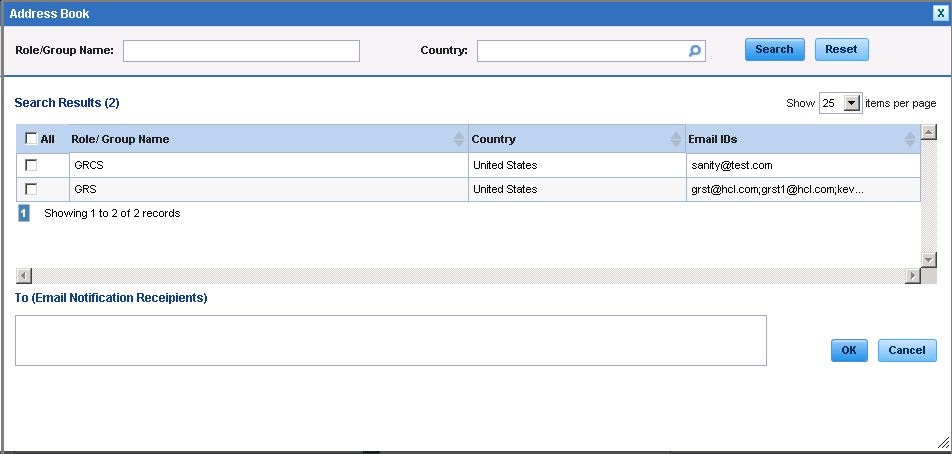 Address Book X
Role/Group Name: Country: Search Reset
Search Results (2) Show 25 items per page
All Role/ Group Name Country Email IDs
GRCS United States sanity@test.com
GRS United States grst@hcl.com;grst1@hcl.com;kev...
1 Showing 1 to 2 of 2 records
To (Email Notification Receipients)
OK Cancel